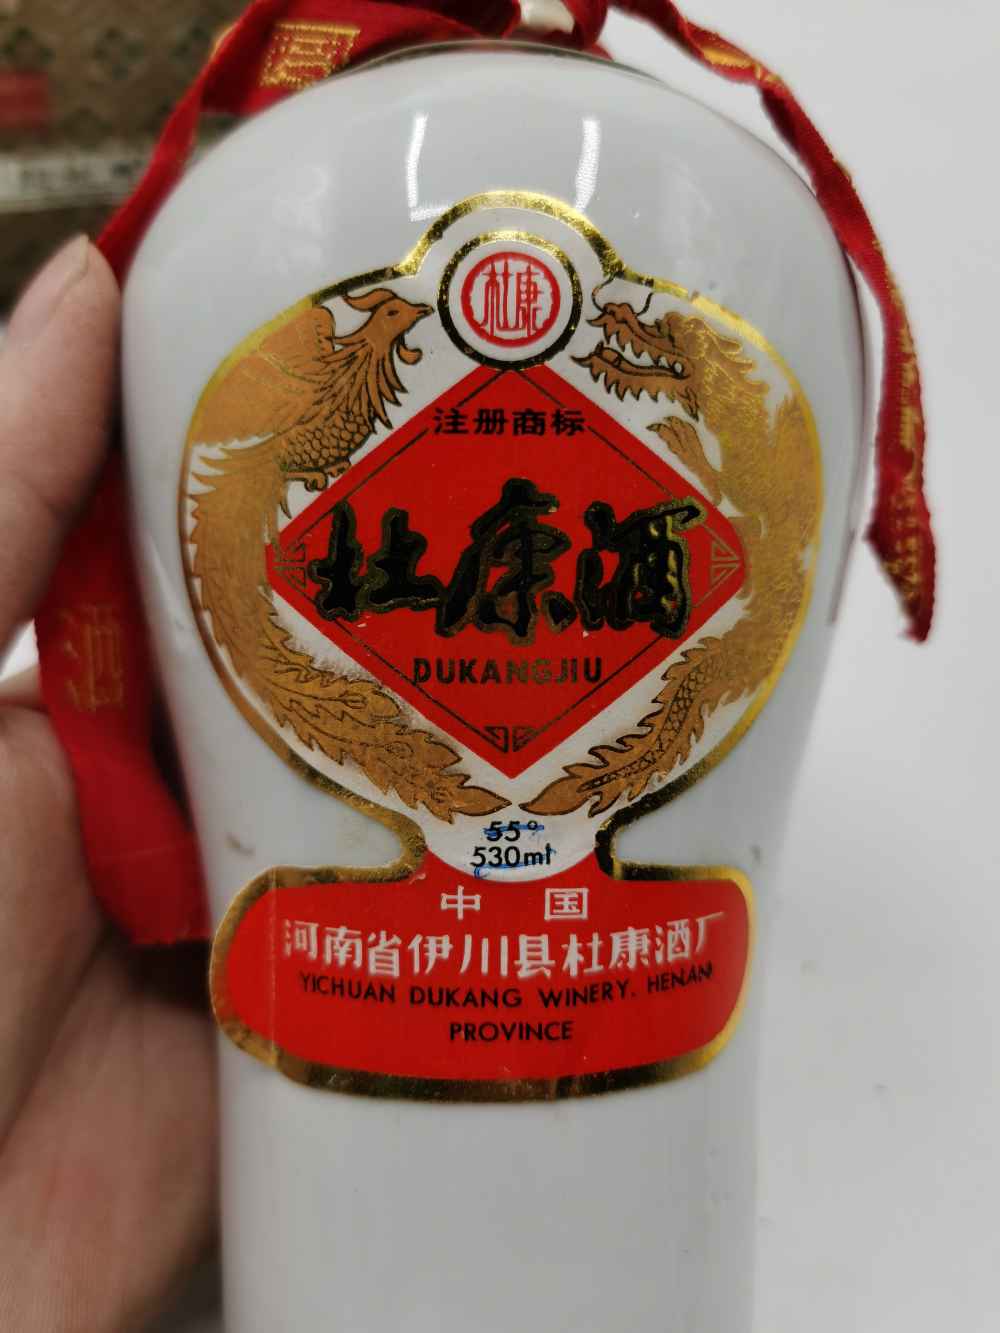 杜康
注册商标
杜康酒
DUKANGJIU
55°
530ml
中国
河南省伊川县杜康酒厂
YICHUAN DUKANG WINERY. HENAN
PROVINCE
酒